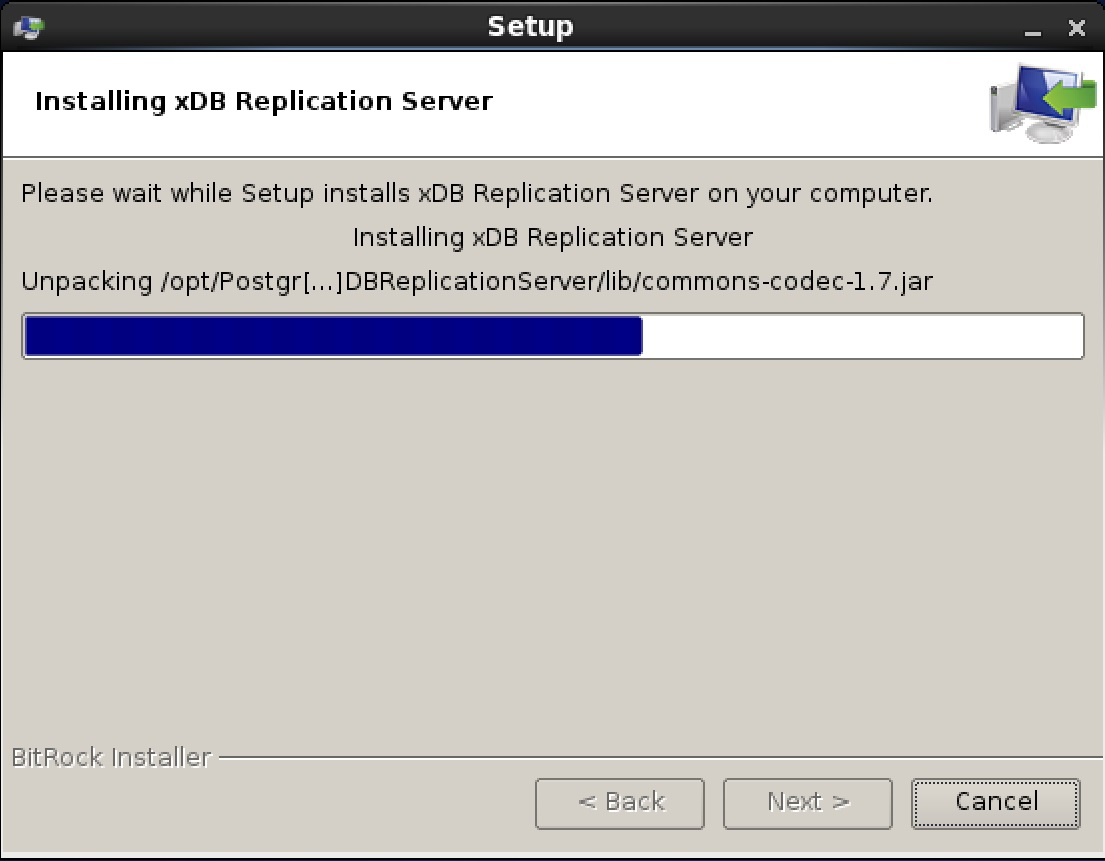 Setup
Installing xDB Replication Server
Please wait while Setup installs xDB Replication Server on your computer.
Installing xDB Replication Server
Unpacking /opt/Postgr[...]DBReplicationServer/lib/commons-codec-1.7.jar
BitRock Installer
< Back Next > Cancel